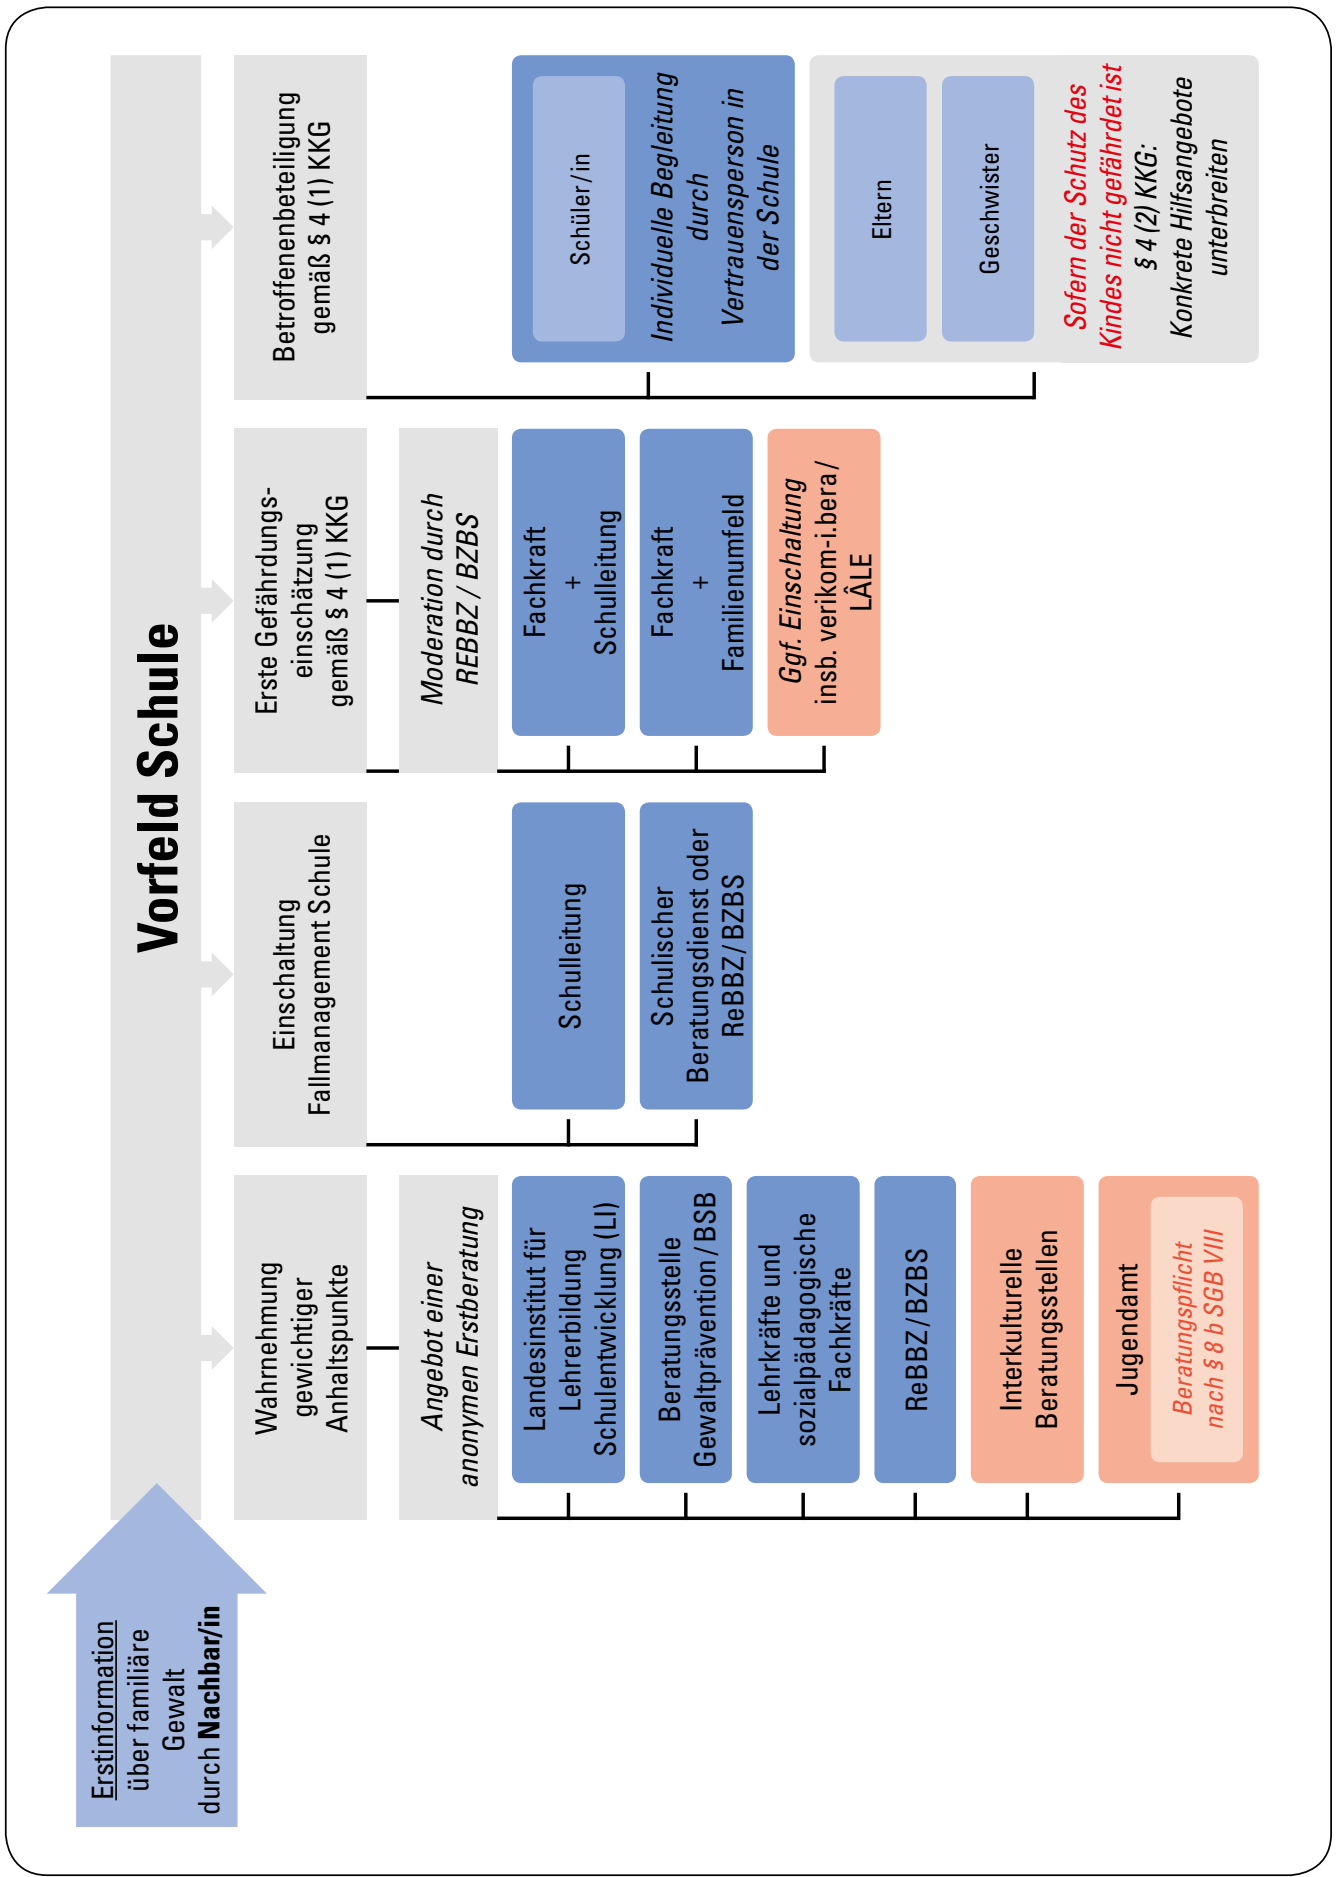 Erstinformation
über familiäre
Gewalt
durch Nachbar/in
Vorfeld Schule
Wahrnehmung
gewichtiger
Anhaltspunkte
Angebot einer
anonymen Erstberatung
Landesinstitut für
Lehrerbildung
Schulentwicklung (LI)
Beratungsstelle
Gewaltprävention / BSB
Lehrkräfte und
sozialpädagogische
Fachkräfte
ReBBZ / BZBS
Interkulturelle
Beratungsstellen
Jugendamt
Beratungspflicht
nach § 8 b SGB VIII
Einschaltung
Fallmanagement Schule
Schulleitung
Schulischer
Beratungsdienst oder
ReBBZ / BZBS
Erste Gefährdungs-
einschätzung
gemäß § 4 (1) KKG
Moderation durch
REBBZ / BZBS
Fachkraft
+
Schulleitung
Fachkraft
+
Familienumfeld
Ggf. Einschaltung
insb. verikom-i.bera /
LÂLE
Betroffenenbeteiligung
gemäß § 4 (1) KKG
Schüler / in
Individuelle Begleitung
durch
Vertrauensperson in
der Schule
Eltern
Geschwister
Sofern der Schutz des
Kindes nicht gefährdet ist
§ 4 (2) KKG:
Konkrete Hilfsangebote
unterbreiten